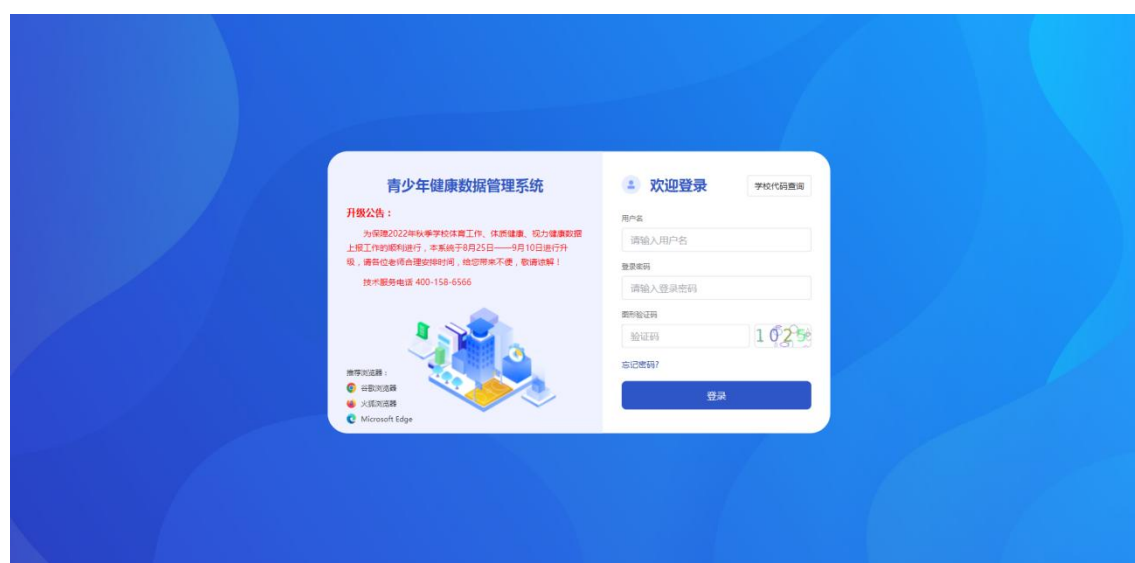 青少年健康数据管理系统
升级公告：
为保障2022年秋季学校体育工作、体质健康、视力健康数据
上报工作的顺利进行，本系统于8月25日——9月10日进行升
级，请各位老师合理安排时间，给您带来不便，敬请谅解！
技术服务电话 400-158-6566
推荐浏览器：
谷歌浏览器
火狐浏览器
Microsoft Edge
欢迎登录
学校代码查询
用户名
请输入用户名
登录密码
请输入登录密码
图形验证码
验证码
1025
忘记密码?
登录